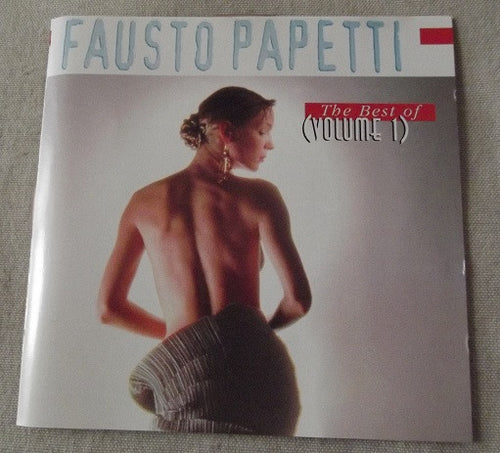 FAUSTO PAPETTI
The Best of
(VOLUME 1)